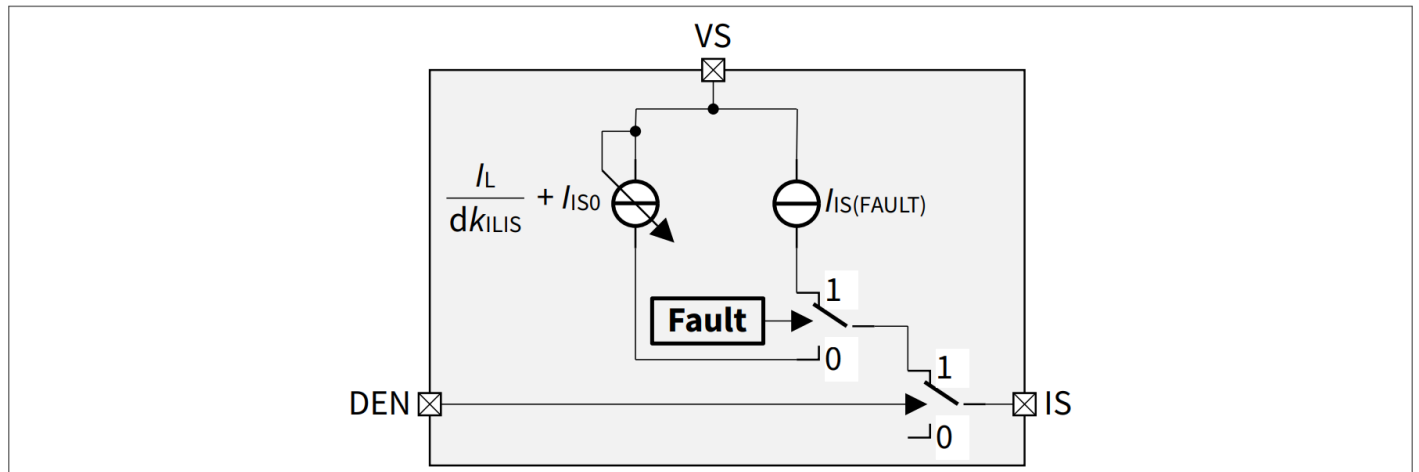 VS
I_L
dk_ILIS
+ I_IS0
I_IS(FAULT)
1
Fault
0
1
DEN
IS
0